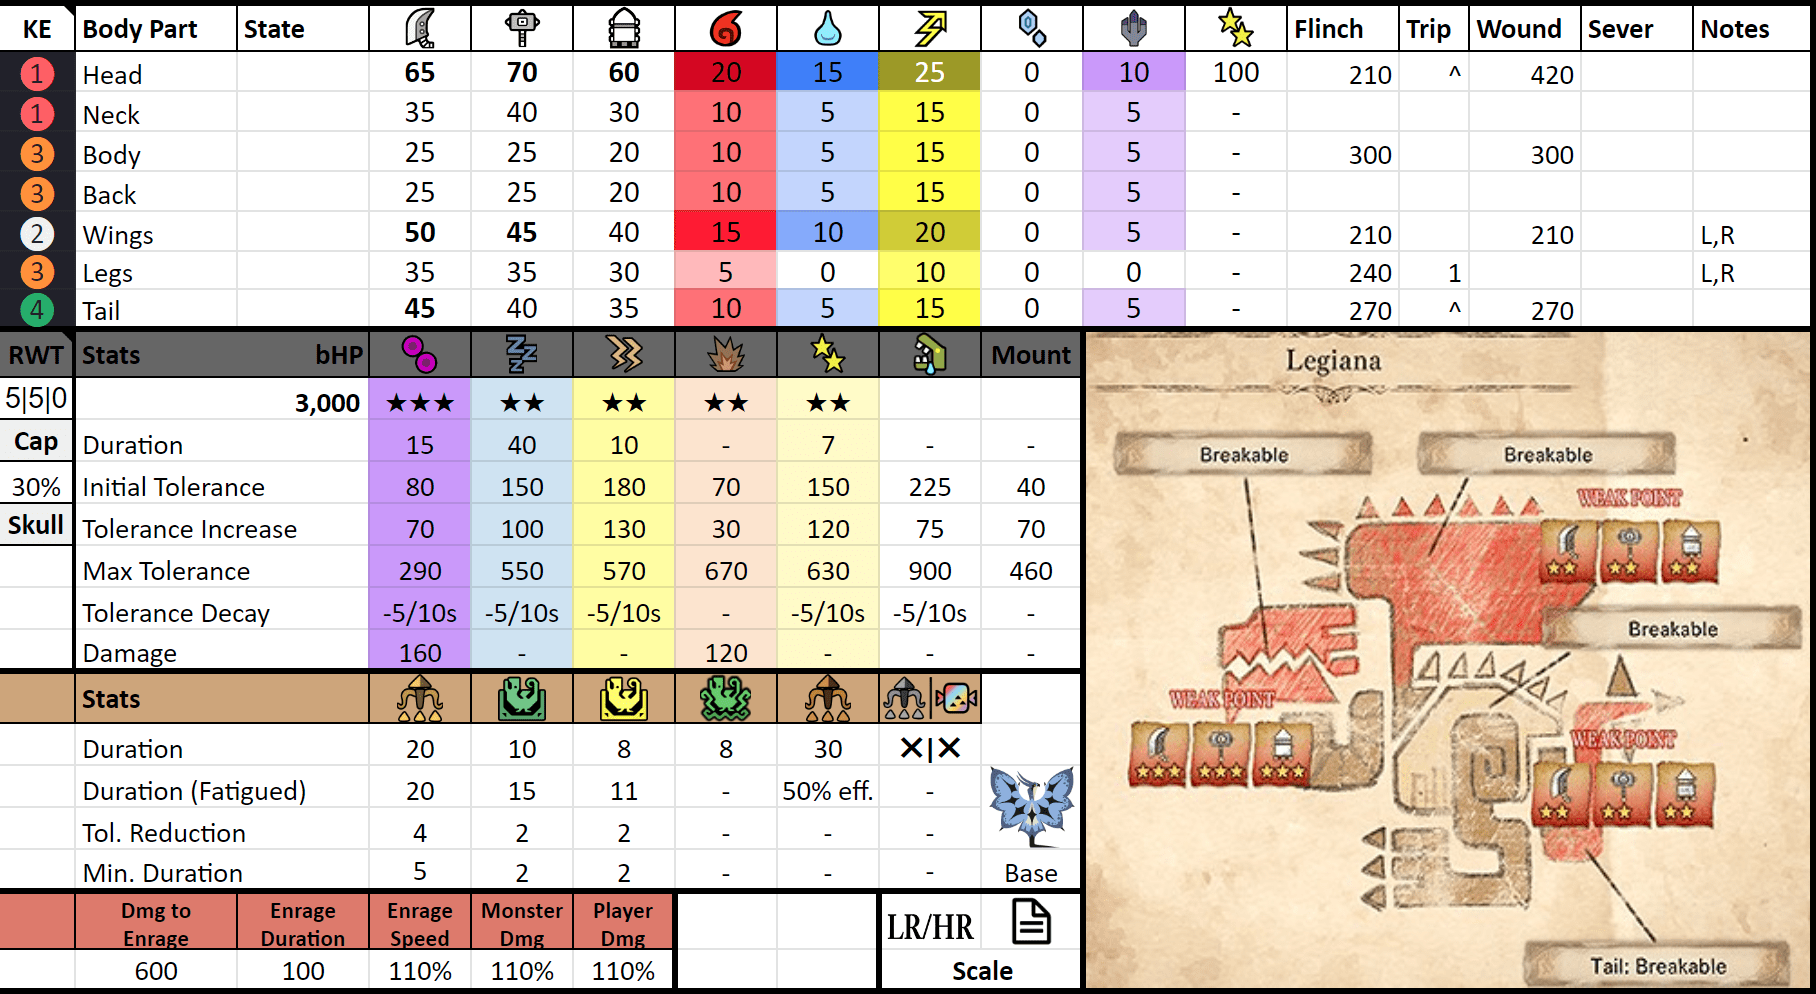 KE Body Part State Flinch Trip Wound Sever Notes
1 Head 65 70 60 20 15 25 0 10 100 210 ^ 420
1 Neck 35 40 30 10 5 15 0 5 -
3 Body 25 25 20 10 5 15 0 5 - 300 300
3 Back 25 25 20 10 5 15 0 5 -
2 Wings 50 45 40 15 10 20 0 5 - 210 210 L,R
3 Legs 35 35 30 5 0 10 0 0 - 240 1 L,R
4 Tail 45 40 35 10 5 15 0 5 - 270 ^ 270
RWT Stats bHP Mount
5|5|0 3,000 ★★★ ★★ ★★ ★★ ★★
Cap Duration 15 40 10 - 7 - -
30% Initial Tolerance 80 150 180 70 150 225 40
Skull Tolerance Increase 70 100 130 30 120 75 70
Max Tolerance 290 550 570 670 630 900 460
Tolerance Decay -5/10s -5/10s -5/10s - -5/10s -5/10s -
Damage 160 - - 120 - - -
Stats
Duration 20 10 8 8 30 ✕|✕
Duration (Fatigued) 20 15 11 - 50% eff. -
Tol. Reduction 4 2 2 - - -
Min. Duration 5 2 2 - - - Base
Dmg to Enrage
Enrage Duration
Enrage Speed
Monster Dmg
Player Dmg
LR/HR
600 100 110% 110% 110% Scale
Legiana
Breakable
Breakable
WEAK POINT
Breakable
WEAK POINT
WEAK POINT
Tail: Breakable